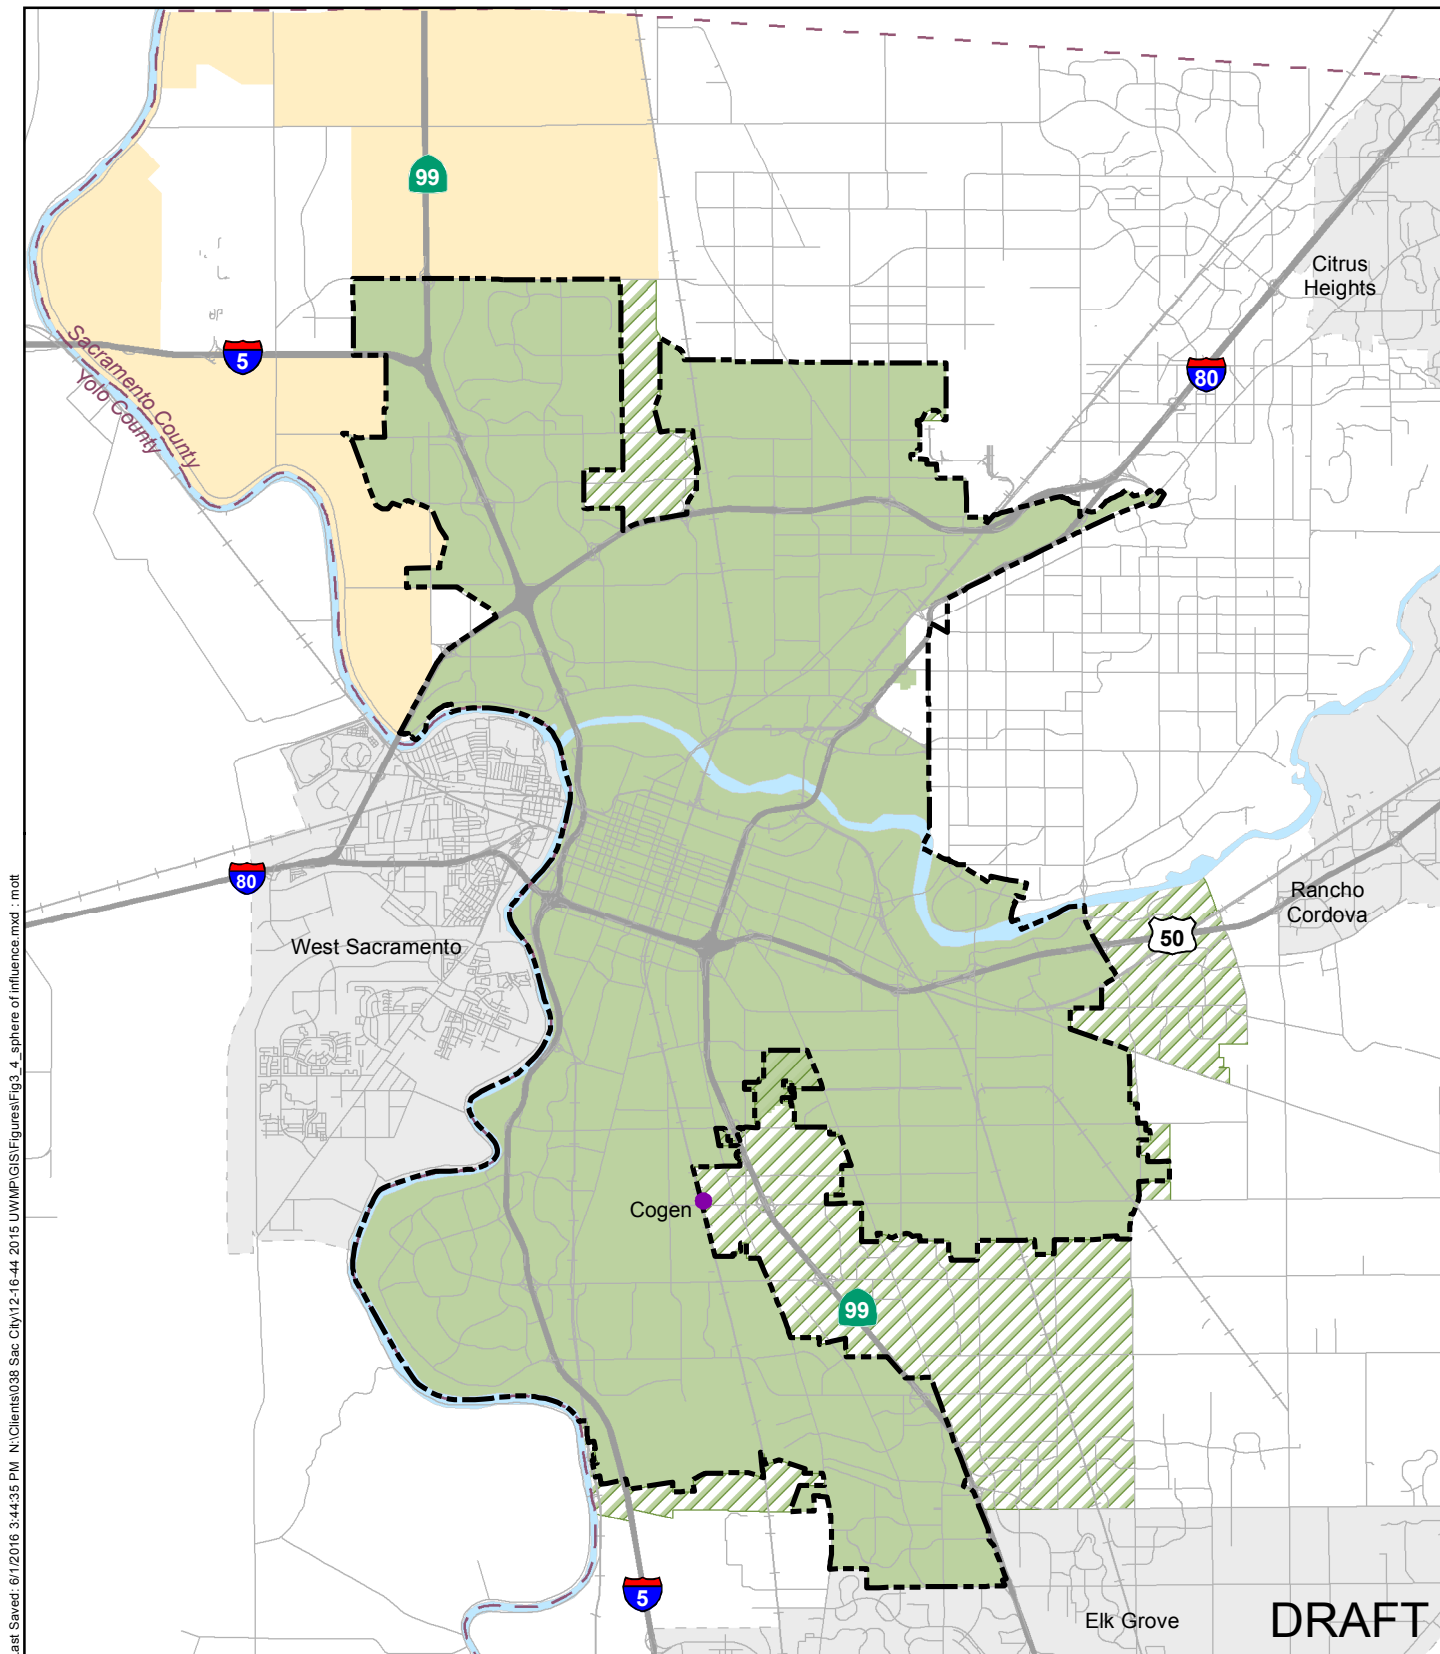 99
Citrus
Heights
5
Sacramento County
Yolo County
80
80
Rancho
Cordova
50
West Sacramento
Cogen
99
5
Elk Grove
DRAFT
Last Saved: 6/1/2016 3:44:35 PM N:\Clients\038 Sac City\12-16-44 2015 UWMP\GIS\Figures\Fig3_4_sphere of influence.mxd : mott